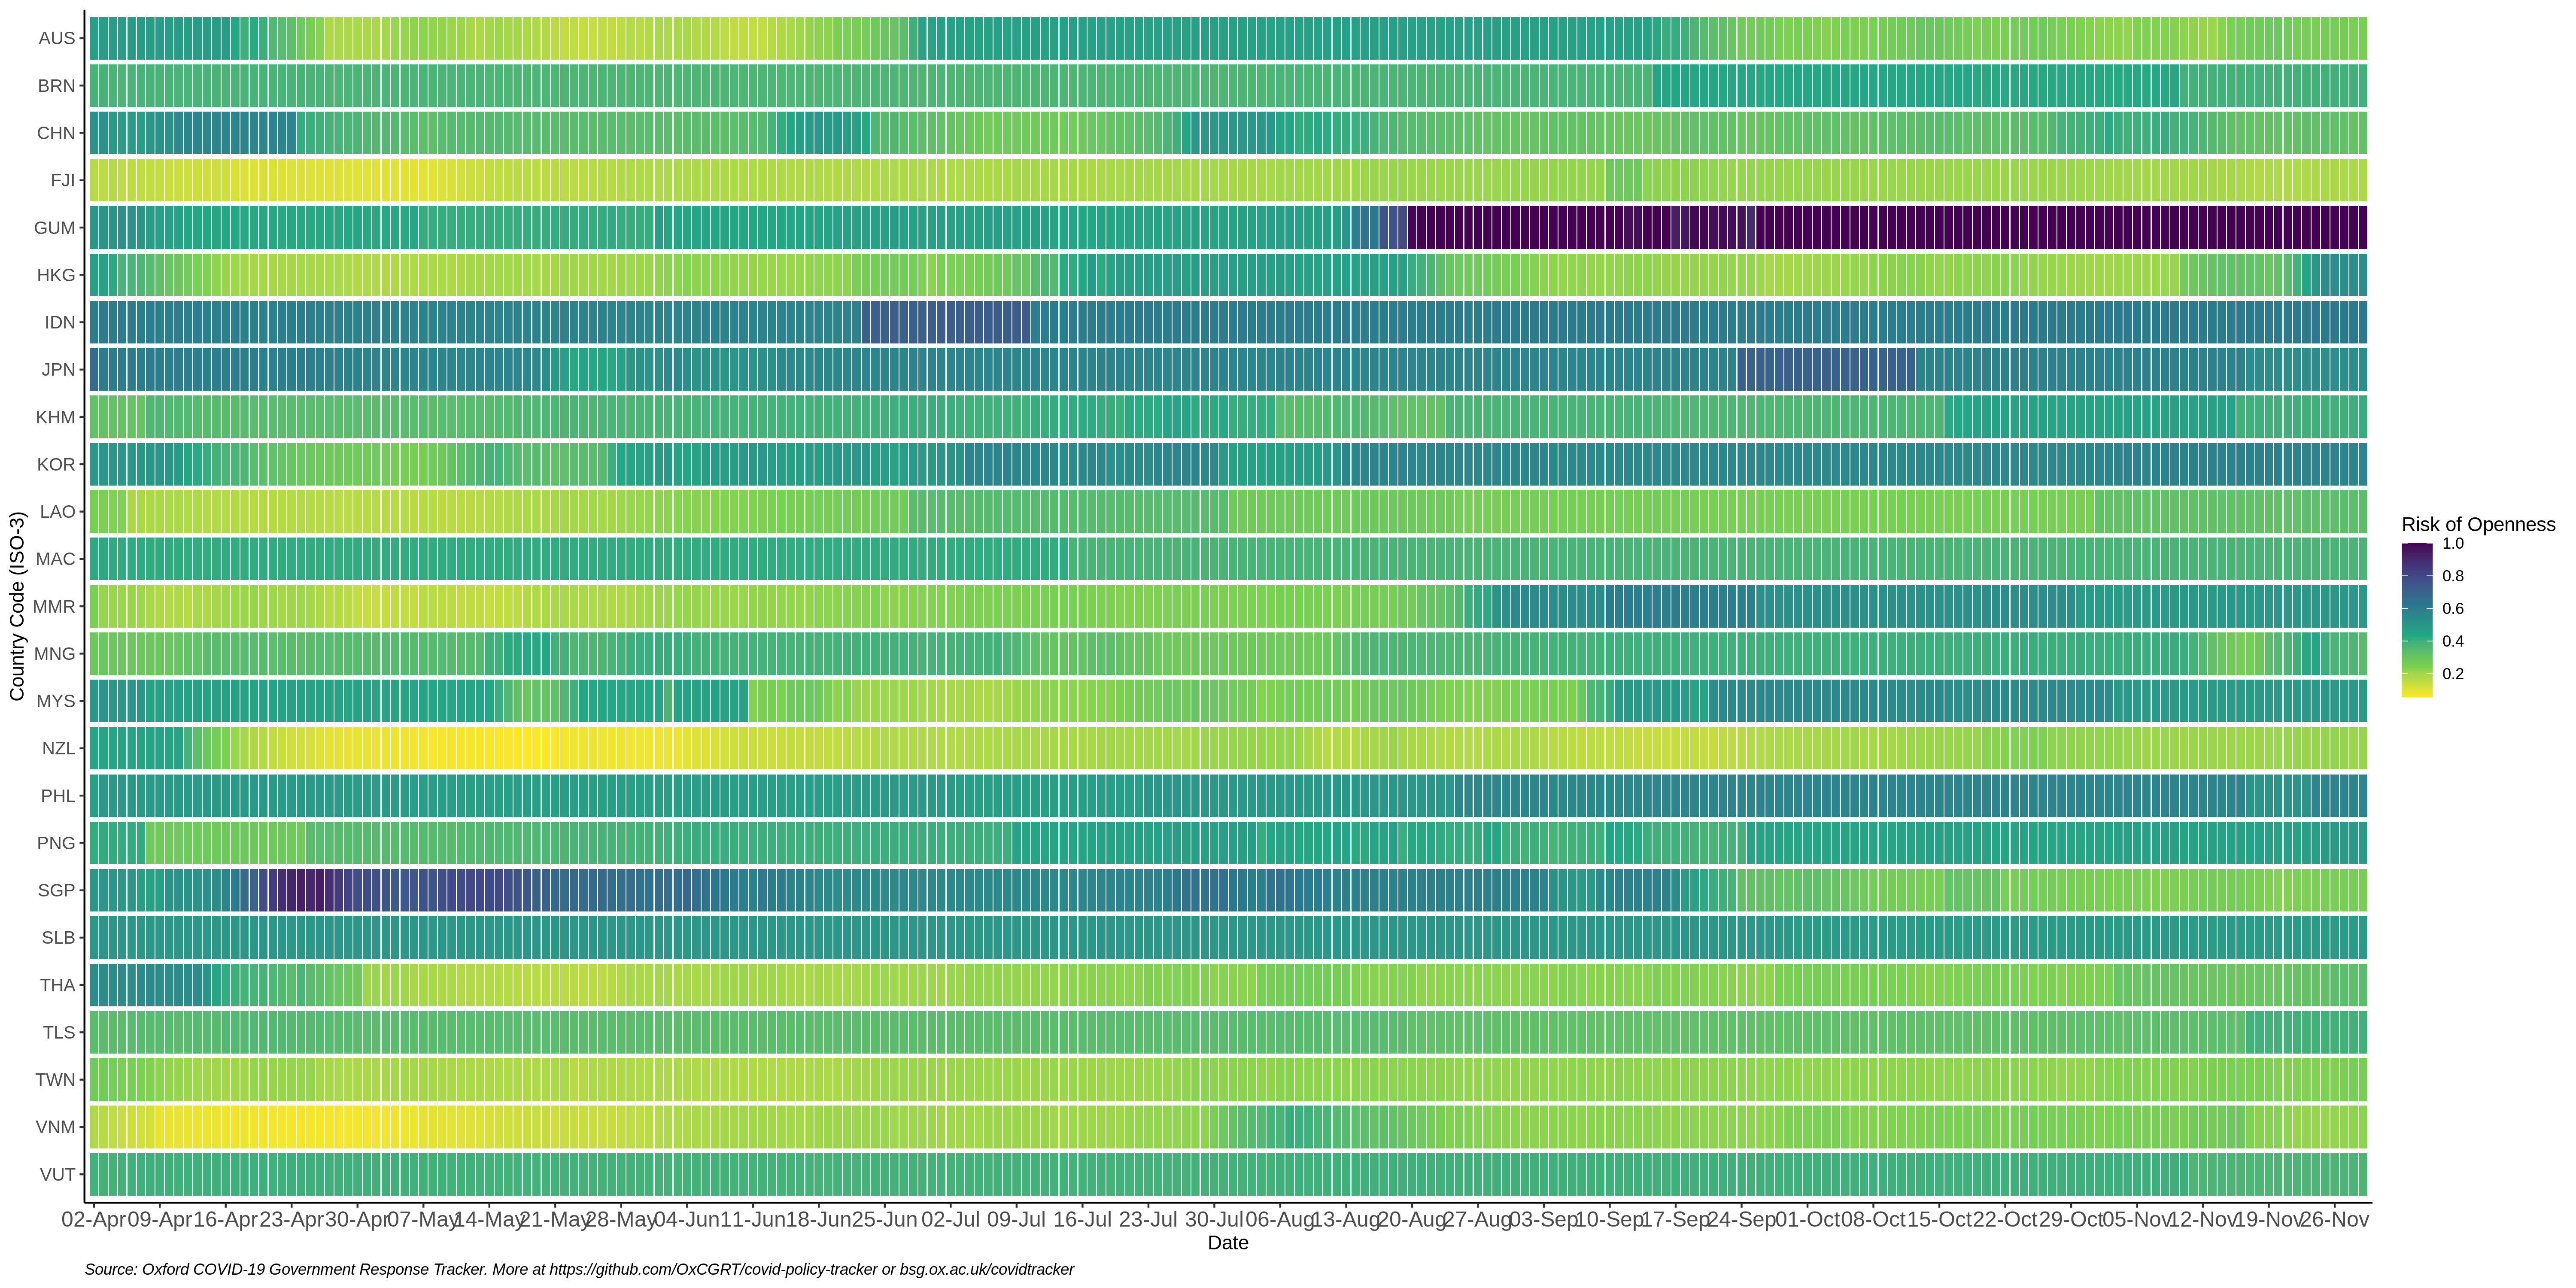 AUS
BRN
CHN
FJI
GUM
HKG
IDN
JPN
KHM
KOR
LAO
MAC
MMR
MNG
MYS
NZL
PHL
PNG
SGP
SLB
THA
TLS
TWN
VNM
VUT
Country Code (ISO-3)
02-Apr 09-Apr 16-Apr 23-Apr 30-Apr 07-May 14-May 21-May 28-May 04-Jun 11-Jun 18-Jun 25-Jun 02-Jul 09-Jul 16-Jul 23-Jul 30-Jul 06-Aug 13-Aug 20-Aug 27-Aug 03-Sep 10-Sep 17-Sep 24-Sep 01-Oct 08-Oct 15-Oct 22-Oct 29-Oct 05-Nov 12-Nov 19-Nov 26-Nov
Date
Risk of Openness
1.0
0.8
0.6
0.4
0.2
Source: Oxford COVID-19 Government Response Tracker. More at https://github.com/OxCGRT/covid-policy-tracker or bsg.ox.ac.uk/covidtracker